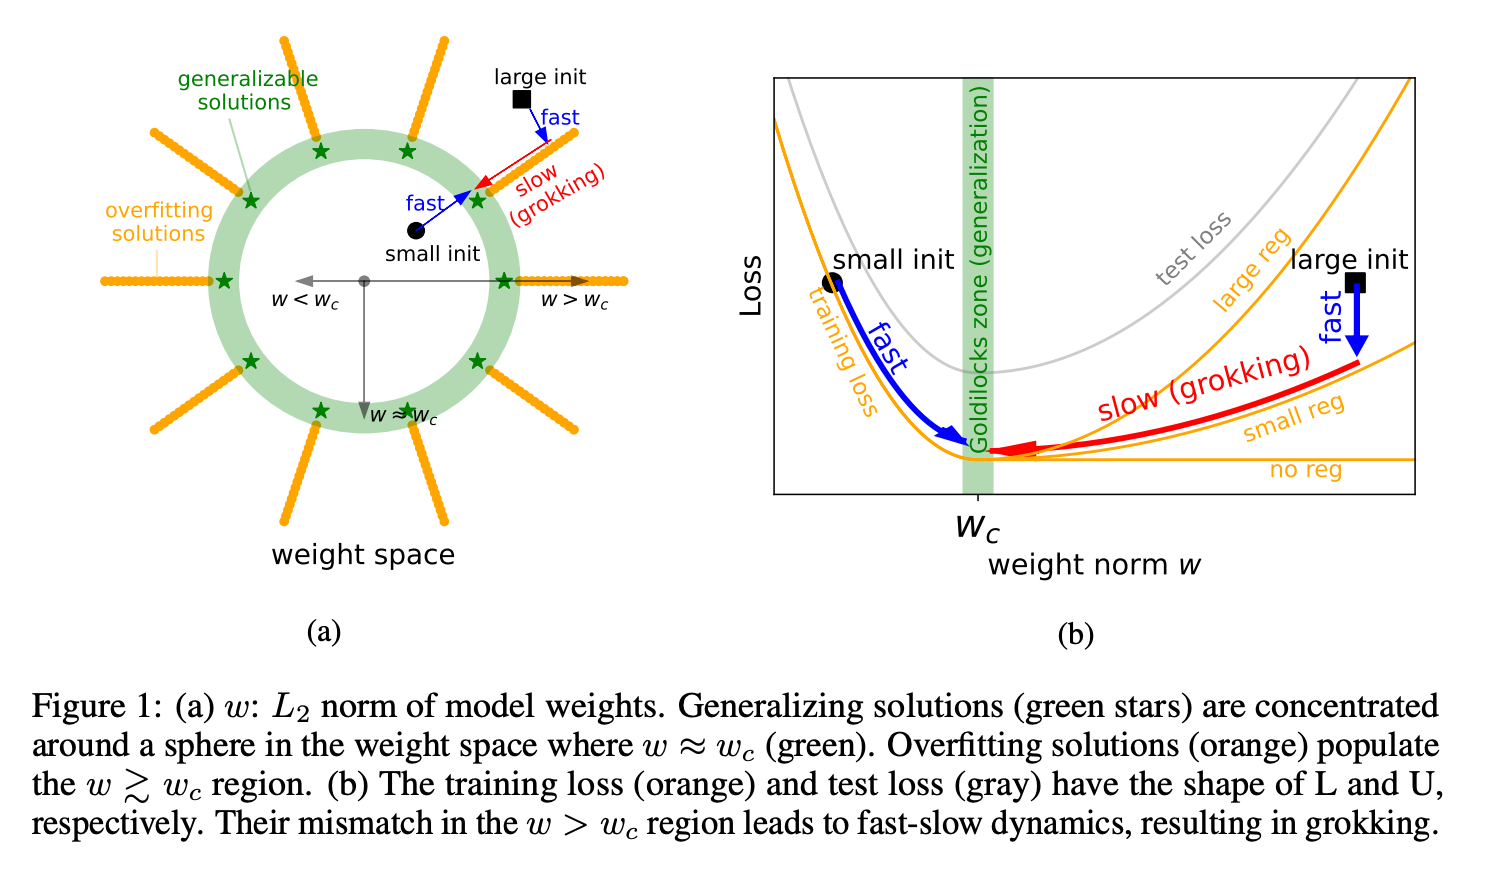 generalizable
solutions
large init
fast
slow
(grokking)
overfitting
solutions
fast
small init
w < w_c
w > w_c
w ≈ w_c
weight space
(a)
Loss
small init
training loss
fast
Goldilocks zone (generalization)
test loss
large reg
large init
fast
slow (grokking)
small reg
no reg
w_c
weight norm w
(b)
Figure 1: (a) w: L₂ norm of model weights. Generalizing solutions (green stars) are concentrated
around a sphere in the weight space where w ≈ w_c (green). Overfitting solutions (orange) populate
the w ≳ w_c region. (b) The training loss (orange) and test loss (gray) have the shape of L and U,
respectively. Their mismatch in the w > w_c region leads to fast-slow dynamics, resulting in grokking.